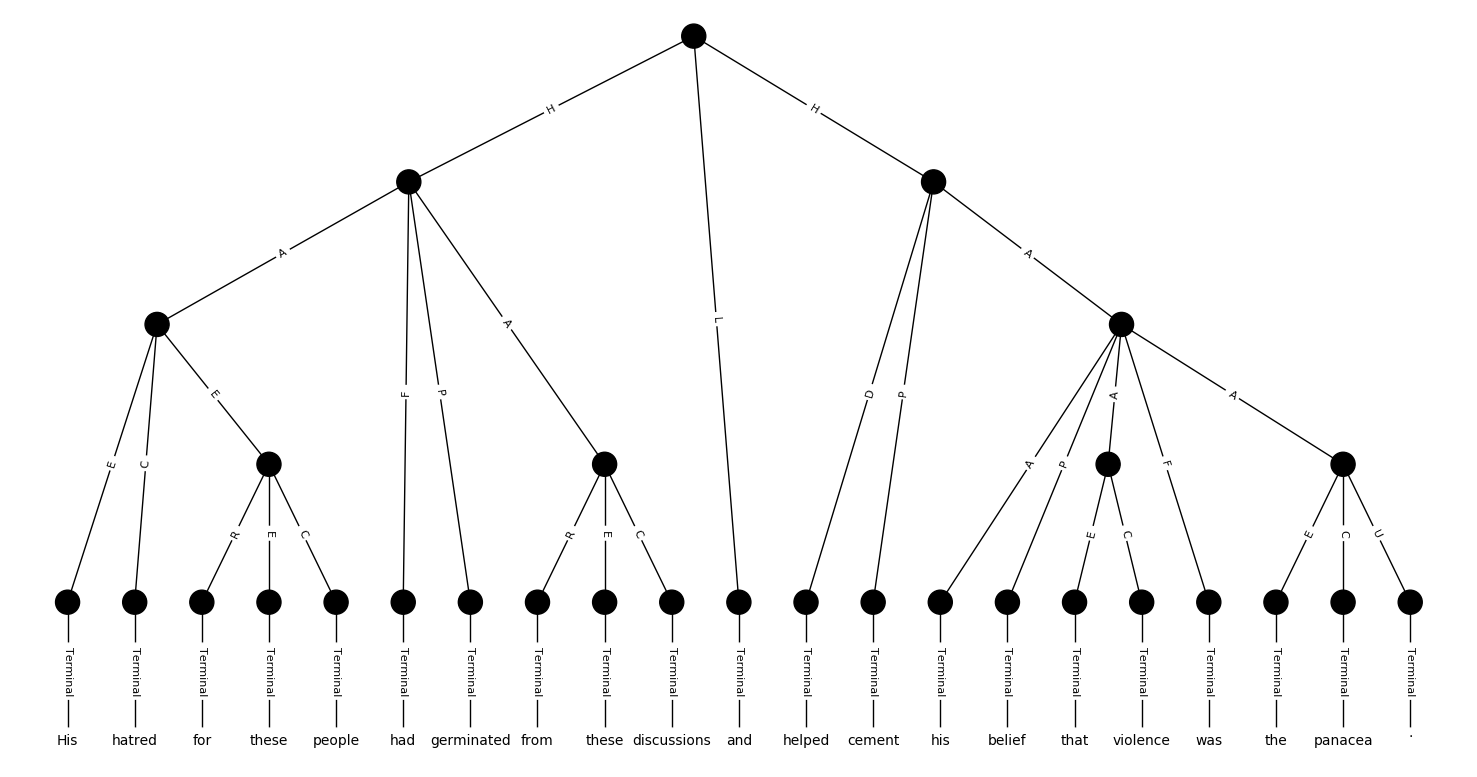 H H
A A
A L
E F P D P A
E C A P A F
R E C R E C E C E C U
Terminal Terminal Terminal Terminal Terminal Terminal Terminal Terminal Terminal Terminal Terminal Terminal Terminal Terminal Terminal Terminal Terminal Terminal Terminal Terminal Terminal
His hatred for these people had germinated from these discussions and helped cement his belief that violence was the panacea .